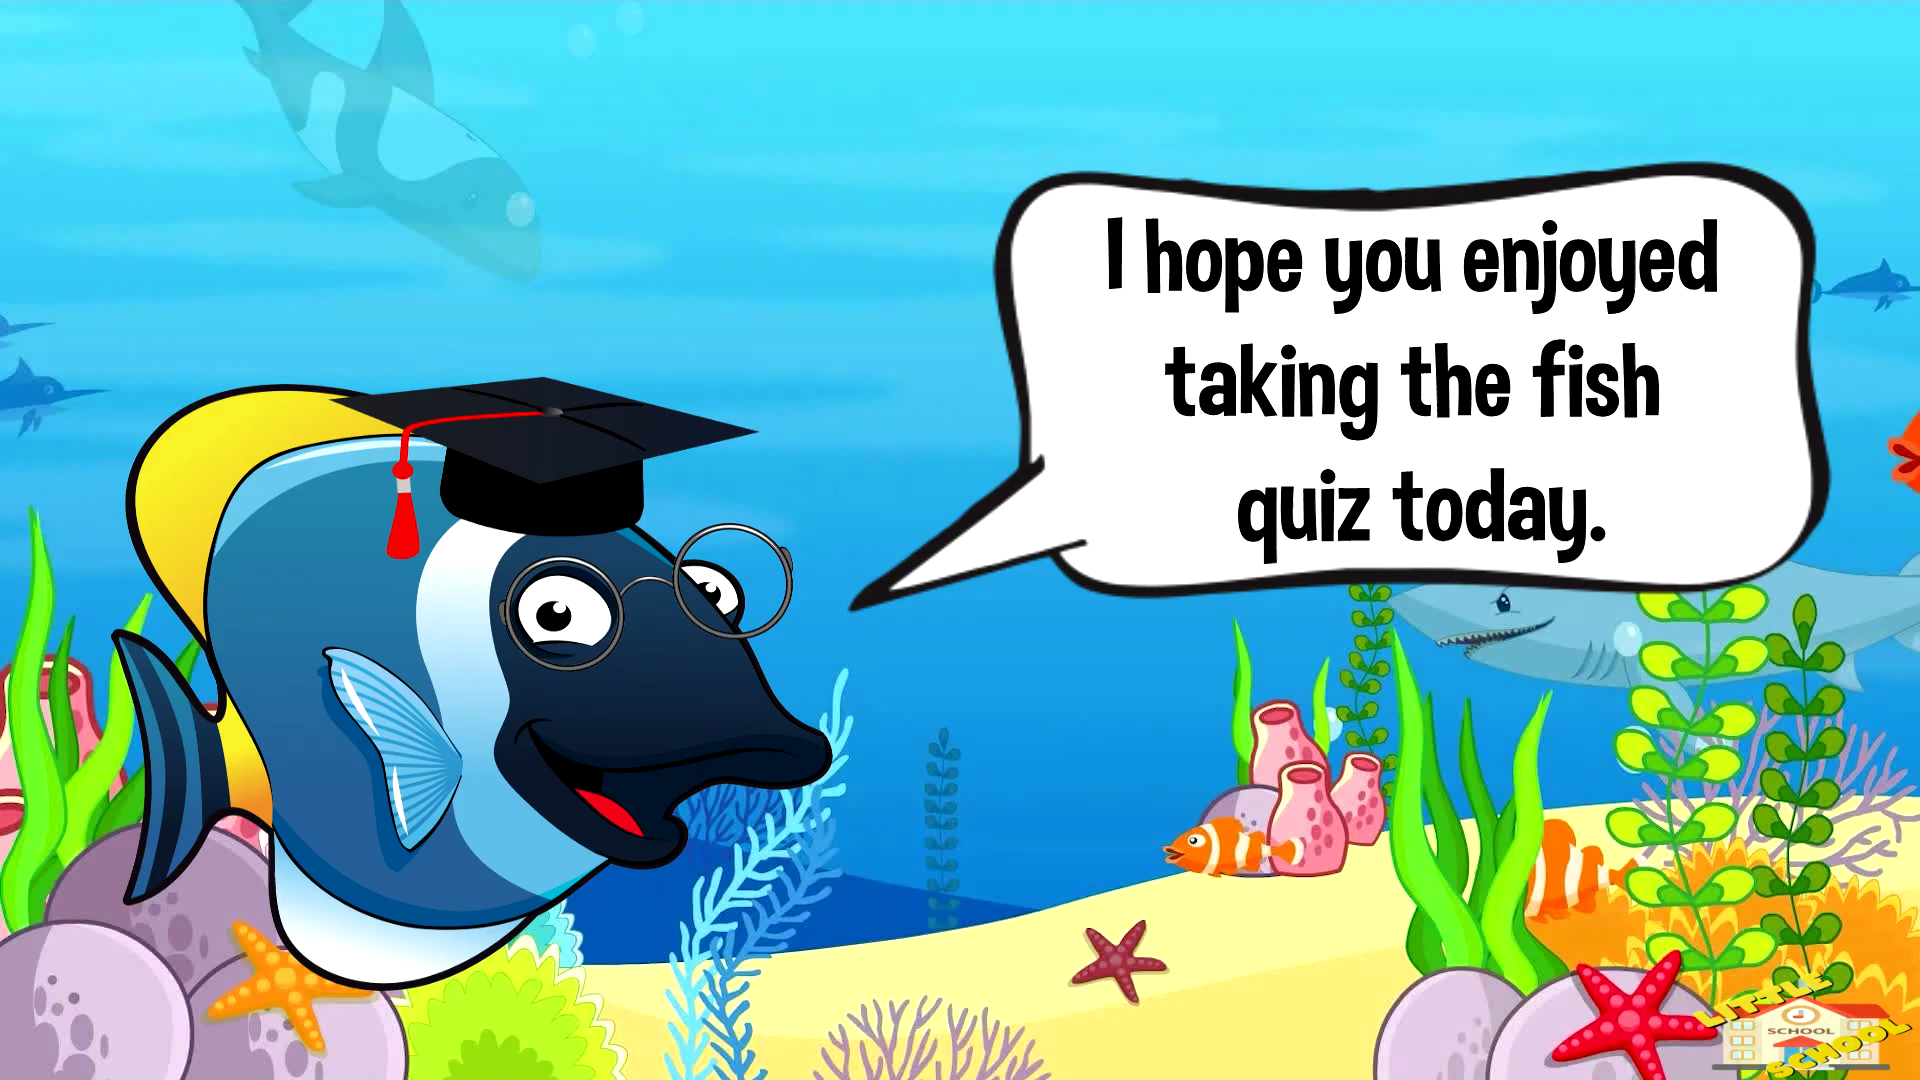 I hope you enjoyed
taking the fish
quiz today.
LITTLE
SCHOOL
SCHOOL